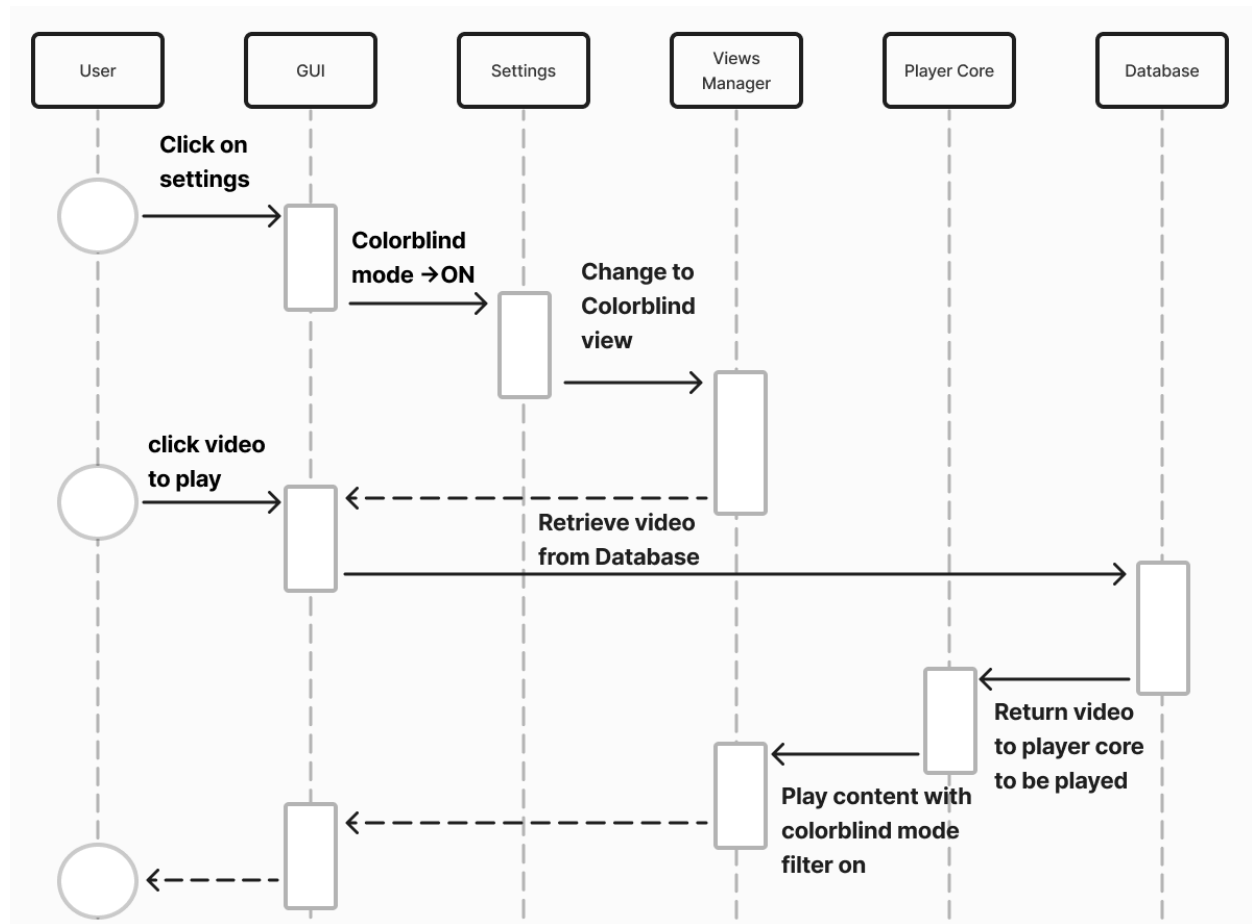 User
GUI
Settings
Views
Manager
Player Core
Database
Click on
settings
Colorblind
mode →ON
Change to
Colorblind
view
click video
to play
Retrieve video
from Database
Return video
to player core
to be played
Play content with
colorblind mode
filter on